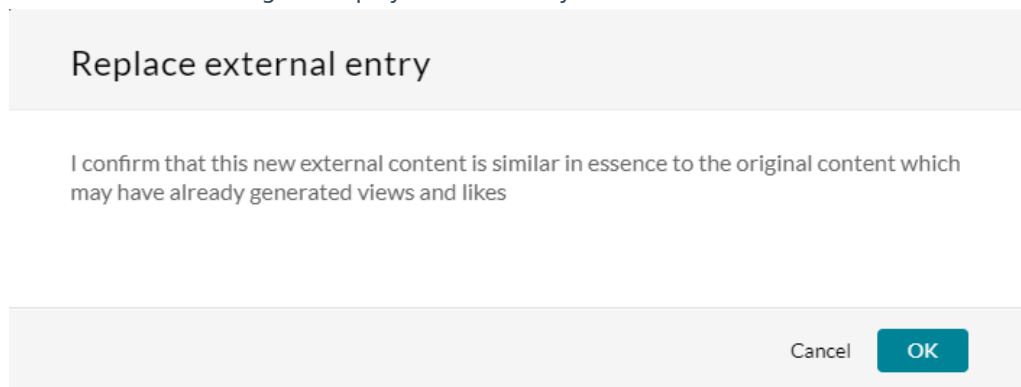 Replace external entry
I confirm that this new external content is similar in essence to the original content which
may have already generated views and likes
Cancel OK